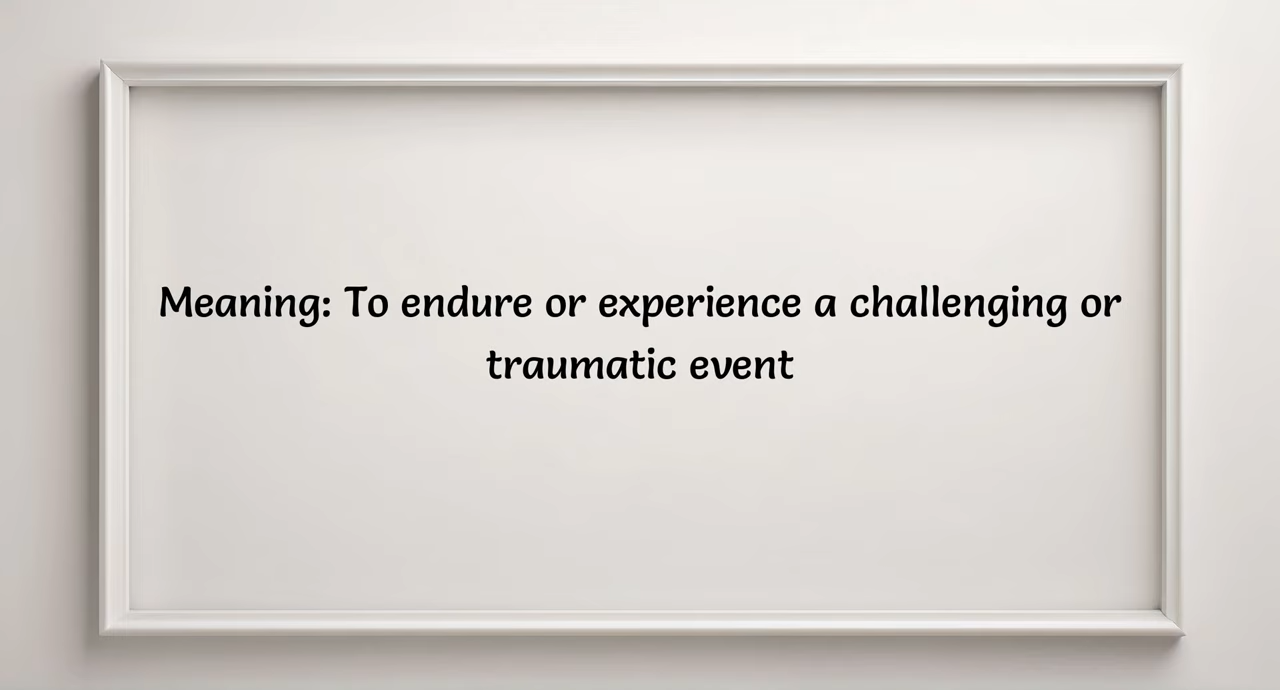 Meaning: To endure or experience a challenging or
traumatic event